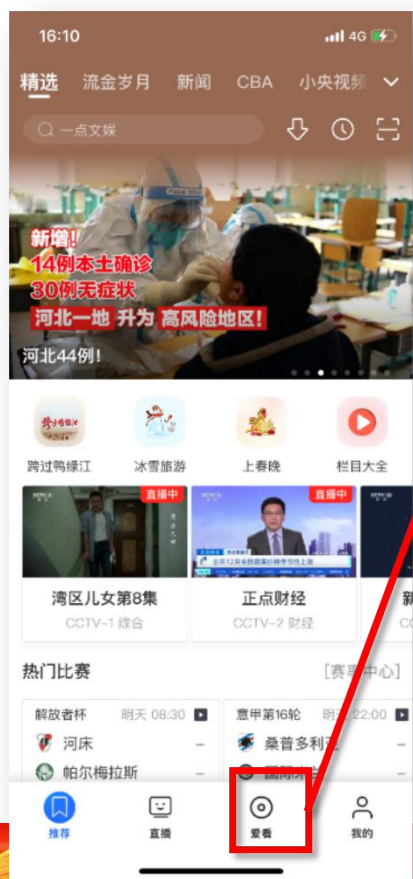 16:10
4G
精选 流金岁月 新闻 CBA 小央视频
一点文娱
新增!
14例本土确诊
30例无症状
河北一地 升为 高风险地区!
河北44例!
跨过鸭绿江 冰雪旅游 上春晚 栏目大全
直播中 直播中
湾区儿女第8集 正点财经 新
CCTV-1 综合 CCTV-2 财经 CC
热门比赛 [赛事中心]
解放者杯 明天 08:30 意甲第16轮 明天 22:00
河床 – 桑普多利亚 –
帕尔梅拉斯 – 国际米兰 –
推荐 直播 爱看 我的